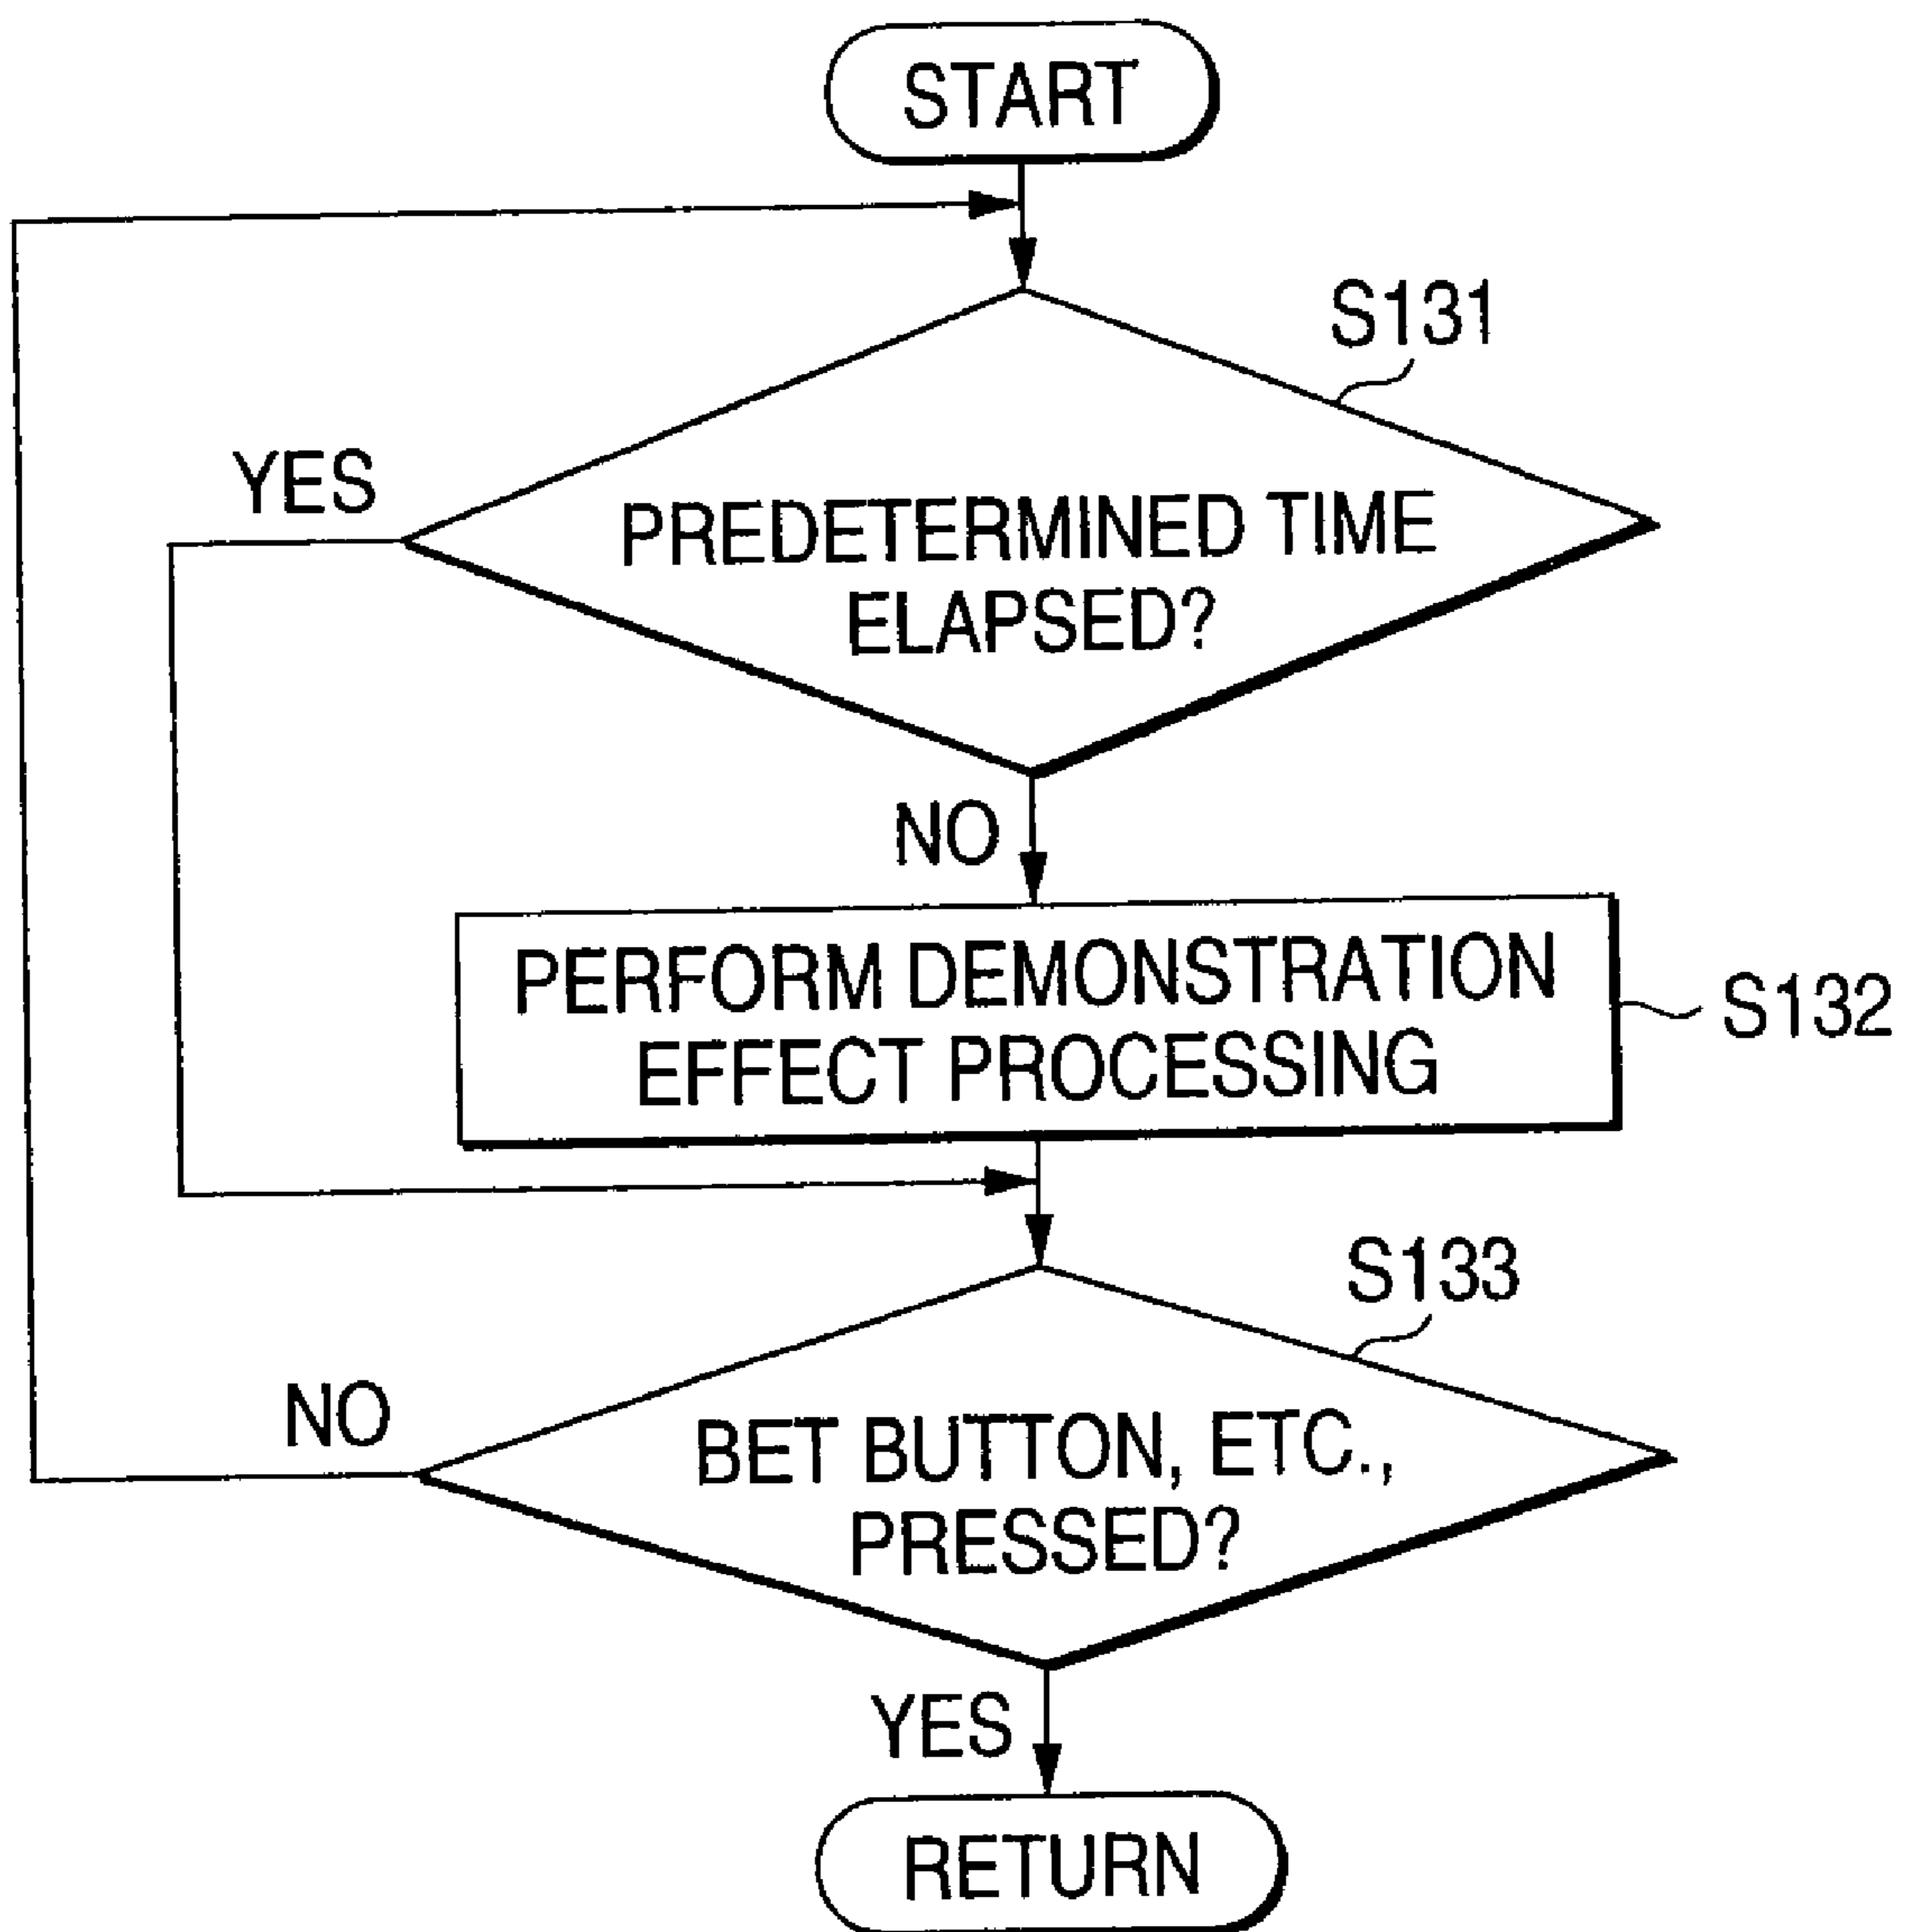 START
S131
YES
PREDETERMINED TIME
ELAPSED?
NO
PERFORM DEMONSTRATION
EFFECT PROCESSING
S132
S133
NO
BET BUTTON, ETC.,
PRESSED?
YES
RETURN